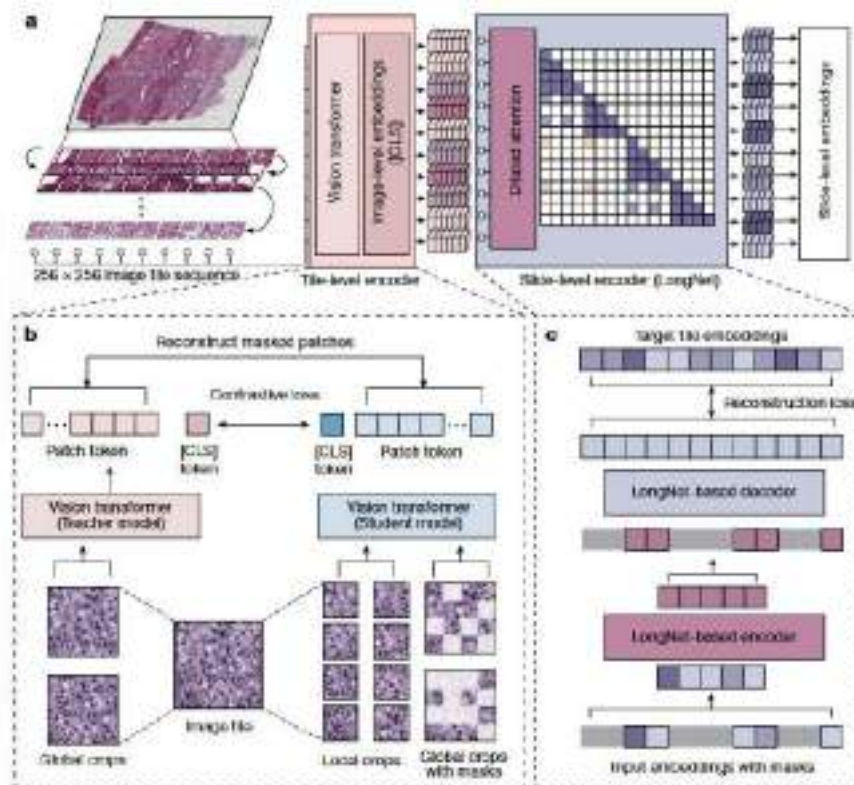 a
256 × 256 image tile sequence
Vision transformer
Image-level embeddings
[CLS]
Tile-level encoder
Dilated attention
Slide-level encoder (LongNet)
Slide-level embeddings
b
Reconstruct masked patches
Contrastive loss
Patch token
[CLS]
token
[CLS]
token
Patch token
Vision transformer
(Teacher model)
Vision transformer
(Student model)
Image tile
Global crops
Local crops
Global crops
with masks
c
Target tile embeddings
Reconstruction loss
LongNet-based decoder
LongNet-based encoder
Input embeddings with masks